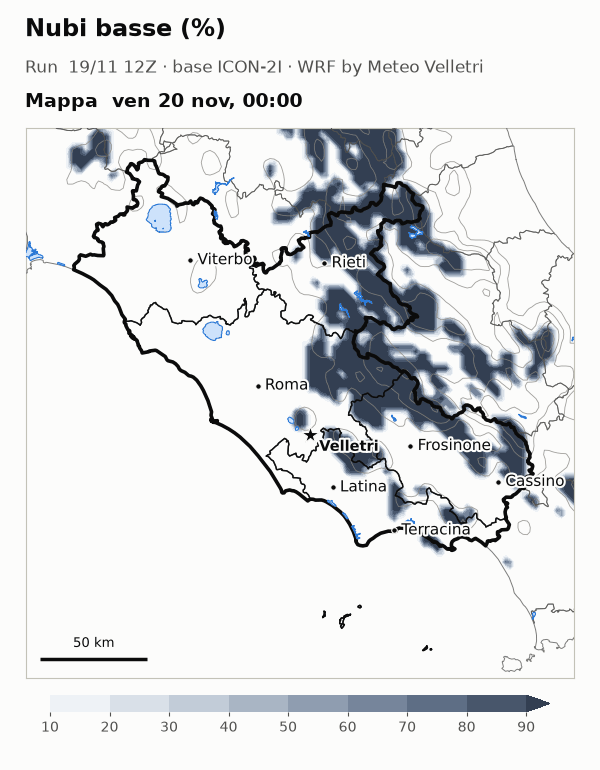 Nubi basse (%)
Run  19/11 12Z · base ICON-2I · WRF by Meteo Velletri
Mappa  ven 20 nov, 00:00
Viterbo
Rieti
Roma
Velletri
Frosinone
Latina
Cassino
Terracina
50 km
10 20 30 40 50 60 70 80 90